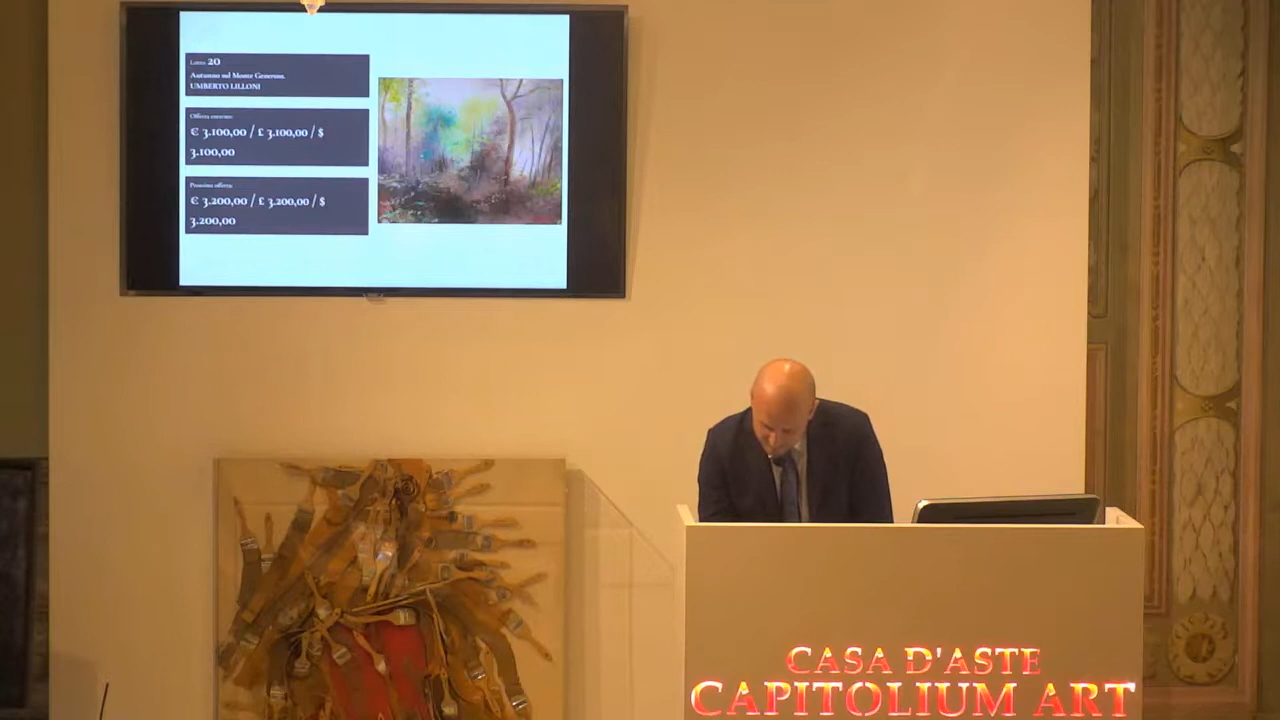 Lotto 20
Autunno sul Monte Generoso.
UMBERTO LILLONI
Offerta corrente:
€ 3.100,00 / £ 3.100,00 / $
3.100,00
Prossima offerta:
€ 3.200,00 / £ 3.200,00 / $
3.200,00
CASA D'ASTE
CAPITOLIUM ART